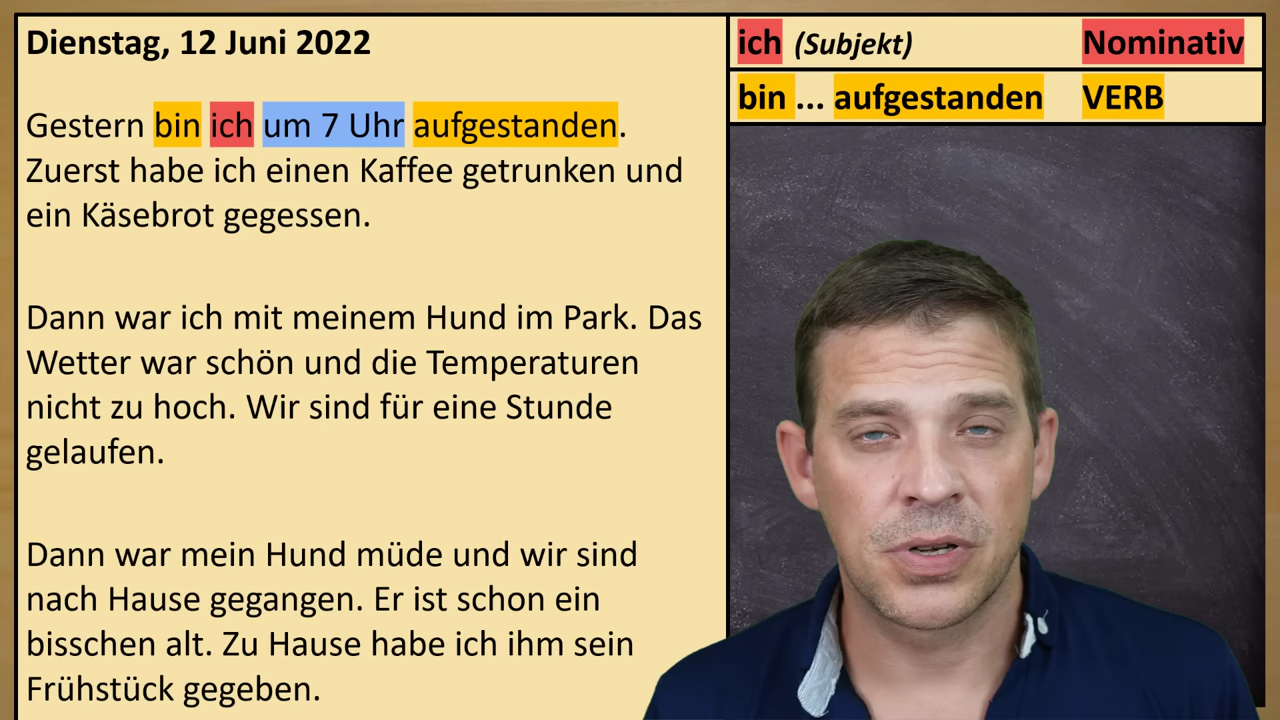 Dienstag, 12 Juni 2022
Gestern bin ich um 7 Uhr aufgestanden.
Zuerst habe ich einen Kaffee getrunken und
ein Käsebrot gegessen.
Dann war ich mit meinem Hund im Park. Das
Wetter war schön und die Temperaturen
nicht zu hoch. Wir sind für eine Stunde
gelaufen.
Dann war mein Hund müde und wir sind
nach Hause gegangen. Er ist schon ein
bisschen alt. Zu Hause habe ich ihm sein
Frühstück gegeben.
ich (Subjekt) Nominativ
bin ... aufgestanden VERB